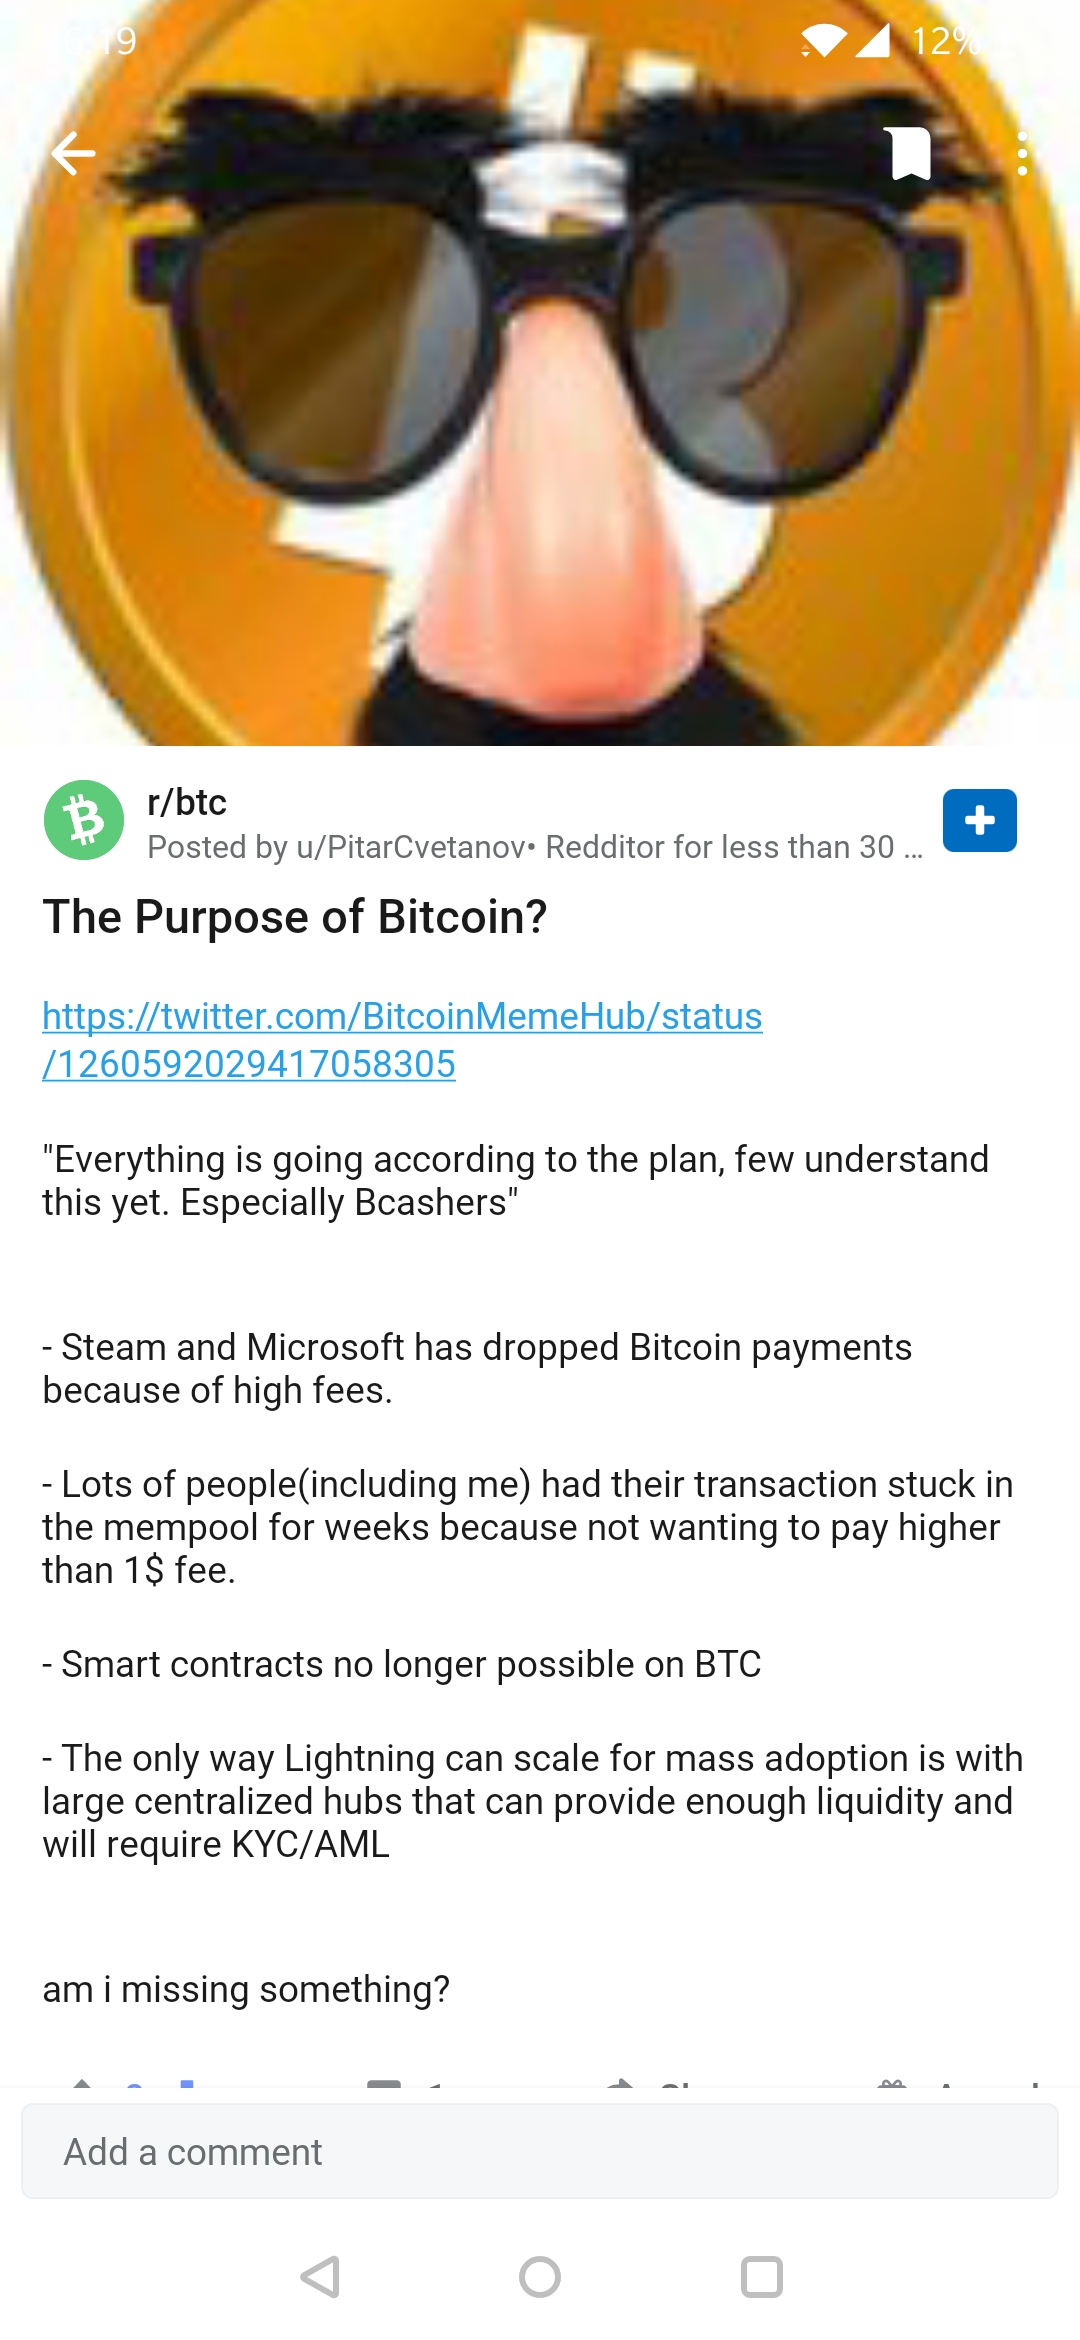 12%
r/btc
Posted by u/PitarCvetanov• Redditor for less than 30 ...
The Purpose of Bitcoin?
https://twitter.com/BitcoinMemeHub/status
/1260592029417058305
"Everything is going according to the plan, few understand
this yet. Especially Bcashers"
- Steam and Microsoft has dropped Bitcoin payments
because of high fees.
- Lots of people(including me) had their transaction stuck in
the mempool for weeks because not wanting to pay higher
than 1$ fee.
- Smart contracts no longer possible on BTC
- The only way Lightning can scale for mass adoption is with
large centralized hubs that can provide enough liquidity and
will require KYC/AML
am i missing something?
Add a comment